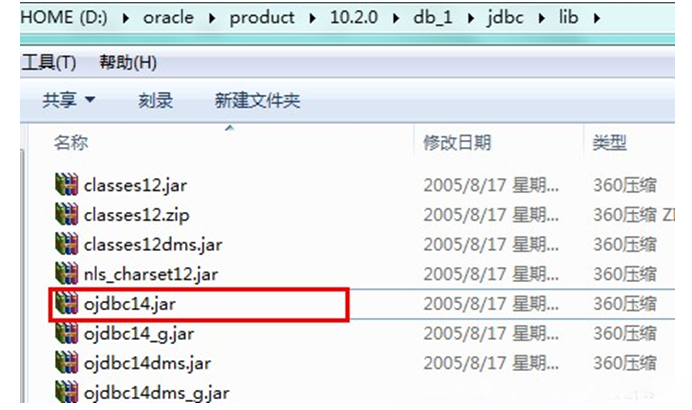 HOME (D:) ▸ oracle ▸ product ▸ 10.2.0 ▸ db_1 ▸ jdbc ▸ lib ▸
工具(T) 帮助(H)
共享 ▼ 刻录 新建文件夹
名称 修改日期 类型
classes12.jar 2005/8/17 星期... 360压缩
classes12.zip 2005/8/17 星期... 360压缩 ZI
classes12dms.jar 2005/8/17 星期... 360压缩
nls_charset12.jar 2005/8/17 星期... 360压缩
ojdbc14.jar 2005/8/17 星期... 360压缩
ojdbc14_g.jar 2005/8/17 星期... 360压缩
ojdbc14dms.jar 2005/8/17 星期... 360压缩
ojdbc14dms_g.jar